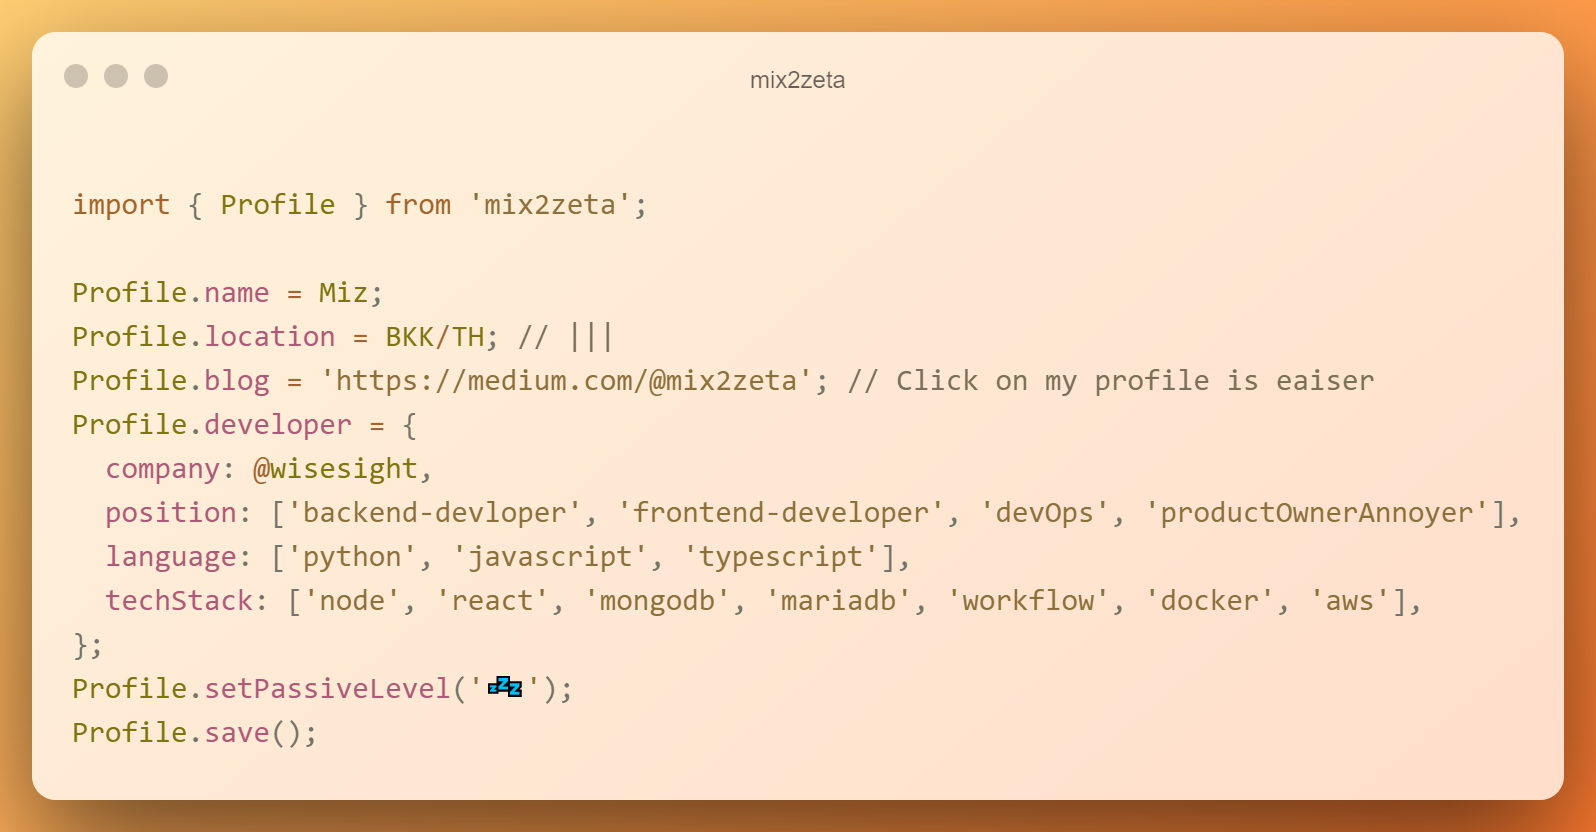 mix2zeta
import { Profile } from 'mix2zeta';
Profile.name = Miz;
Profile.location = BKK/TH; // |||
Profile.blog = 'https://medium.com/@mix2zeta'; // Click on my profile is eaiser
Profile.developer = {
  company: @wisesight,
  position: ['backend-devloper', 'frontend-developer', 'devOps', 'productOwnerAnnoyer'],
  language: ['python', 'javascript', 'typescript'],
  techStack: ['node', 'react', 'mongodb', 'mariadb', 'workflow', 'docker', 'aws'],
};
Profile.setPassiveLevel('💤');
Profile.save();